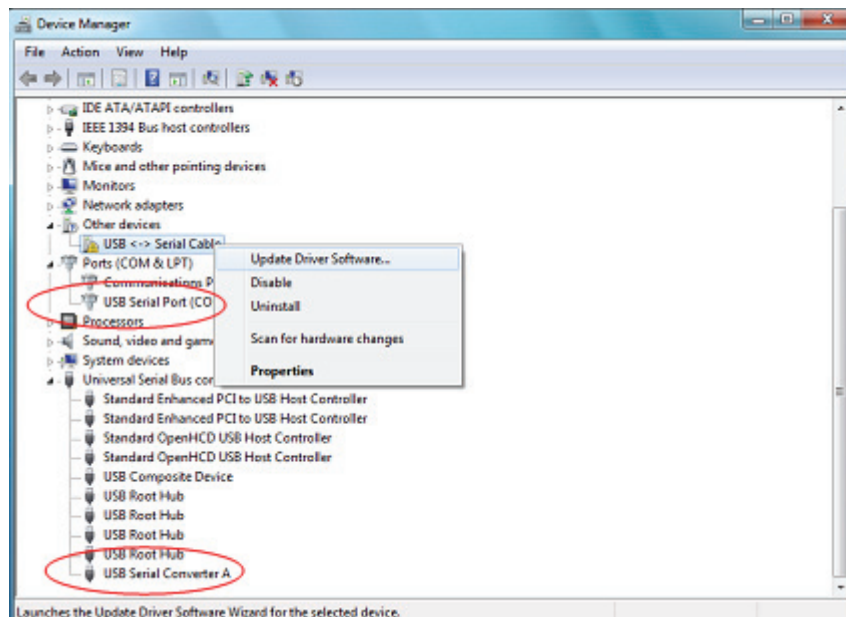 Device Manager
File Action View Help
IDE ATA/ATAPI controllers
IEEE 1394 Bus host controllers
Keyboards
Mice and other pointing devices
Monitors
Network adapters
Other devices
USB <-> Serial Cable
Ports (COM & LPT)
Communications P
USB Serial Port (CO
Processors
Sound, video and game
System devices
Universal Serial Bus con
Update Driver Software...
Disable
Uninstall
Scan for hardware changes
Properties
Standard Enhanced PCI to USB Host Controller
Standard Enhanced PCI to USB Host Controller
Standard OpenHCD USB Host Controller
Standard OpenHCD USB Host Controller
USB Composite Device
USB Root Hub
USB Root Hub
USB Root Hub
USB Root Hub
USB Serial Converter A
Launches the Update Driver Software Wizard for the selected device.